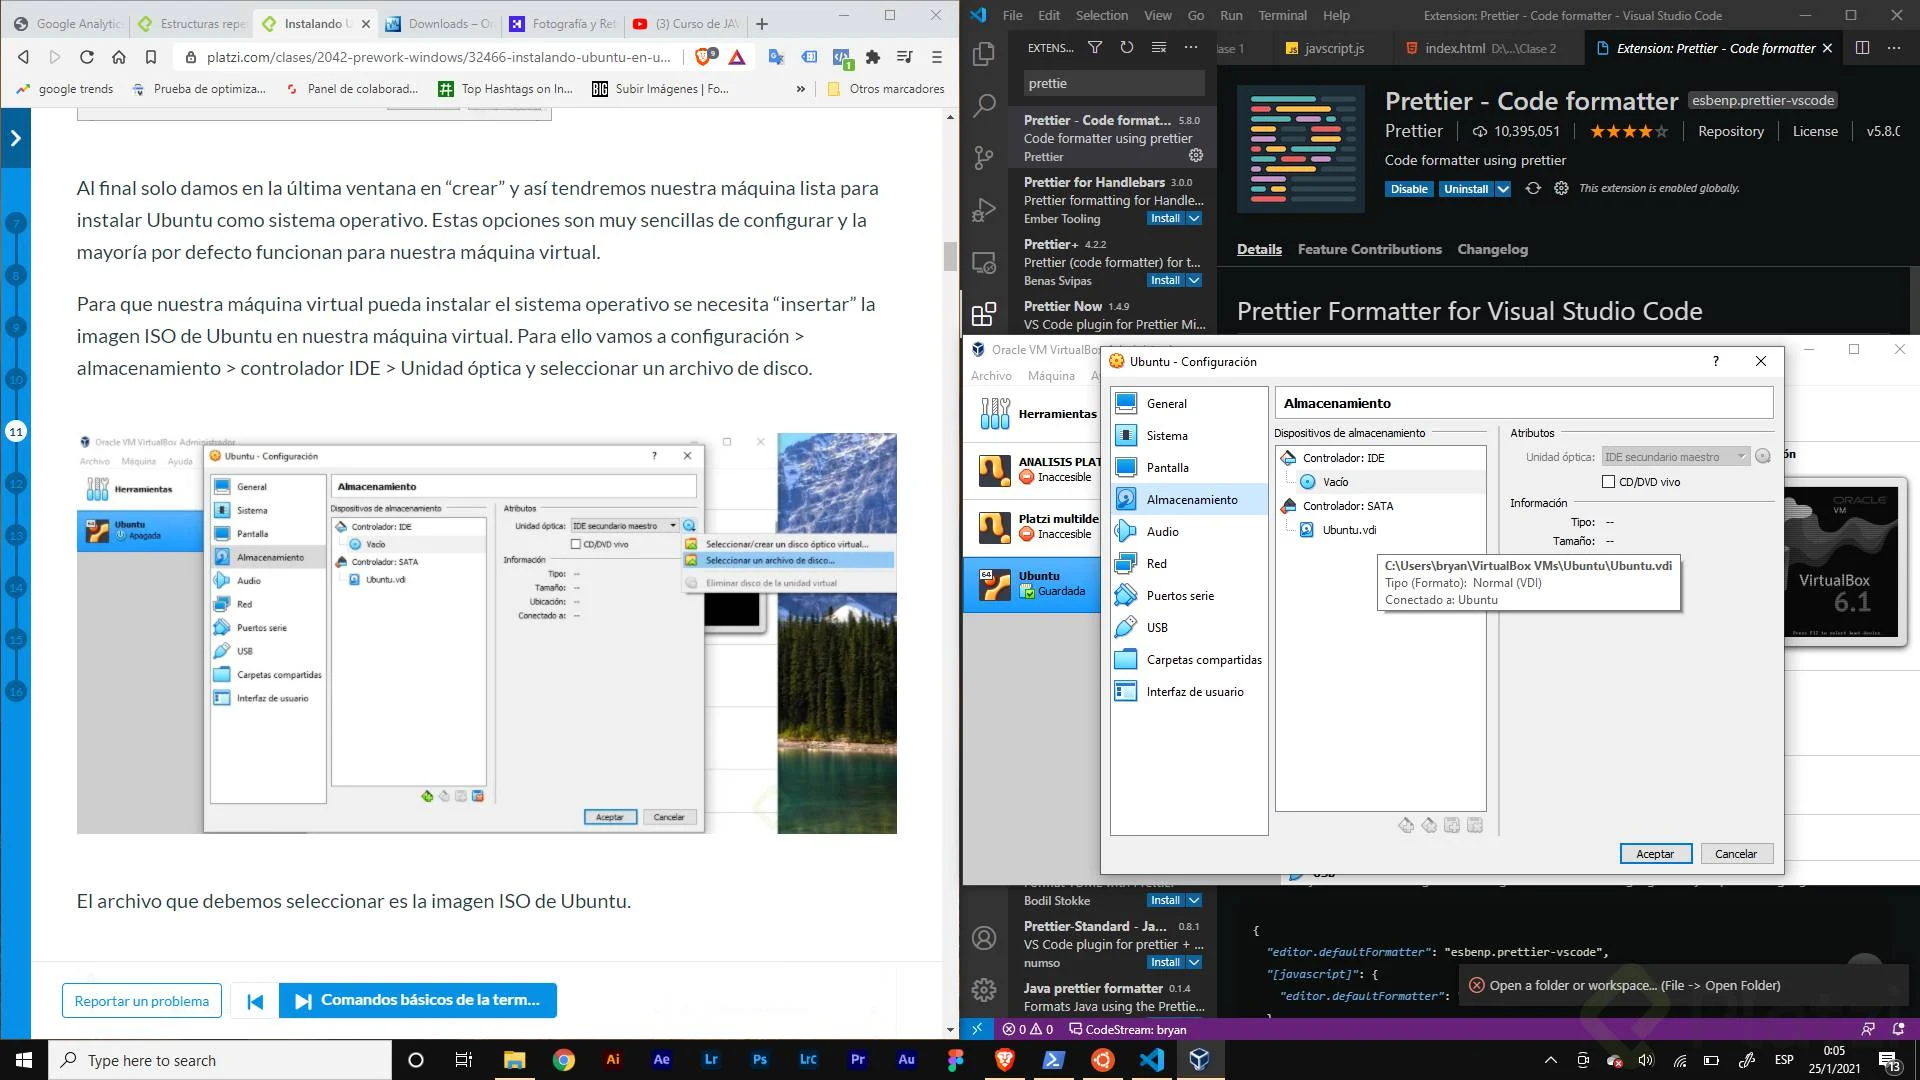 Google Analytic
Estructuras repe
Instalando U
Downloads – Or
Fotografía y Ret
(3) Curso de JAV
platzi.com/clases/2042-prework-windows/32466-instalando-ubuntu-en-u...
google trends
Prueba de optimiza...
Panel de colaborad...
Top Hashtags on In...
Subir Imágenes | Fo...
»
Otros marcadores
Al final solo damos en la última ventana en “crear” y así tendremos nuestra máquina lista para
instalar Ubuntu como sistema operativo. Estas opciones son muy sencillas de configurar y la
mayoría por defecto funcionan para nuestra máquina virtual.
Para que nuestra máquina virtual pueda instalar el sistema operativo se necesita “insertar” la
imagen ISO de Ubuntu en nuestra máquina virtual. Para ello vamos a configuración >
almacenamiento > controlador IDE > Unidad óptica y seleccionar un archivo de disco.
7
8
9
10
11
12
13
14
15
16
Oracle VM VirtualBox Administrador
Archivo Máquina Ayuda
Herramientas
Ubuntu
Apagada
Ubuntu - Configuración
?
General
Sistema
Pantalla
Almacenamiento
Audio
Red
Puertos serie
USB
Carpetas compartidas
Interfaz de usuario
Almacenamiento
Dispositivos de almacenamiento
Controlador: IDE
Vacío
Controlador: SATA
Ubuntu.vdi
Atributos
Unidad óptica: IDE secundario maestro
CD/DVD vivo
Información
Tipo: --
Tamaño: --
Ubicación: --
Conectado a: --
Seleccionar/crear un disco óptico virtual...
Seleccionar un archivo de disco...
Eliminar disco de la unidad virtual
Aceptar
Cancelar
El archivo que debemos seleccionar es la imagen ISO de Ubuntu.
Reportar un problema
Comandos básicos de la term...
File Edit Selection View Go Run Terminal Help
Extension: Prettier - Code formatter - Visual Studio Code
EXTENS...
lase 1
javscript.js
index.html D:\...\Clase 2
Extension: Prettier - Code formatter
prettie
Prettier - Code format... 5.8.0
Code formatter using prettier
Prettier
Prettier for Handlebars 3.0.0
Prettier formatting for Handle...
Ember Tooling
Install
Prettier+ 4.2.2
Prettier (code formatter) for t...
Benas Svipas
Install
Prettier Now 1.4.9
VS Code plugin for Prettier Mi...
Prettier - Code formatter esbenp.prettier-vscode
Prettier
10,395,051
Repository
License
v5.8.0
Code formatter using prettier
Disable
Uninstall
This extension is enabled globally.
Details
Feature Contributions
Changelog
Prettier Formatter for Visual Studio Code
Oracle VM VirtualBo
Archivo Máquina A
Herramientas
ANALISIS PLAT
Inaccesible
Platzi multilde
Inaccesible
64
Ubuntu
Guardada
Ubuntu - Configuración
?
General
Sistema
Pantalla
Almacenamiento
Audio
Red
Puertos serie
USB
Carpetas compartidas
Interfaz de usuario
Almacenamiento
Dispositivos de almacenamiento
Controlador: IDE
Vacío
Controlador: SATA
Ubuntu.vdi
Atributos
Unidad óptica: IDE secundario maestro
CD/DVD vivo
Información
Tipo: --
Tamaño: --
C:\Users\bryan\VirtualBox VMs\Ubuntu\Ubuntu.vdi
Tipo (Formato): Normal (VDI)
Conectado a: Ubuntu
Aceptar
Cancelar
ón
ORACLE
VM
VirtualBox
6.1
USB
Bodil Stokke
Install
Prettier-Standard - Ja... 0.8.1
VS Code plugin for prettier + ...
numso
Install
Java prettier formatter 0.1.4
Formats Java using the Prettie...
{
"editor.defaultFormatter": "esbenp.prettier-vscode",
"[javascript]": {
"editor.defaultFormatter":
Open a folder or workspace... (File -> Open Folder)
Platzi
0 0
CodeStream: bryan
Type here to search
Ai
Ae
Lr
Ps
Lrc
Pr
Au
ESP
0:05
25/1/2021
13